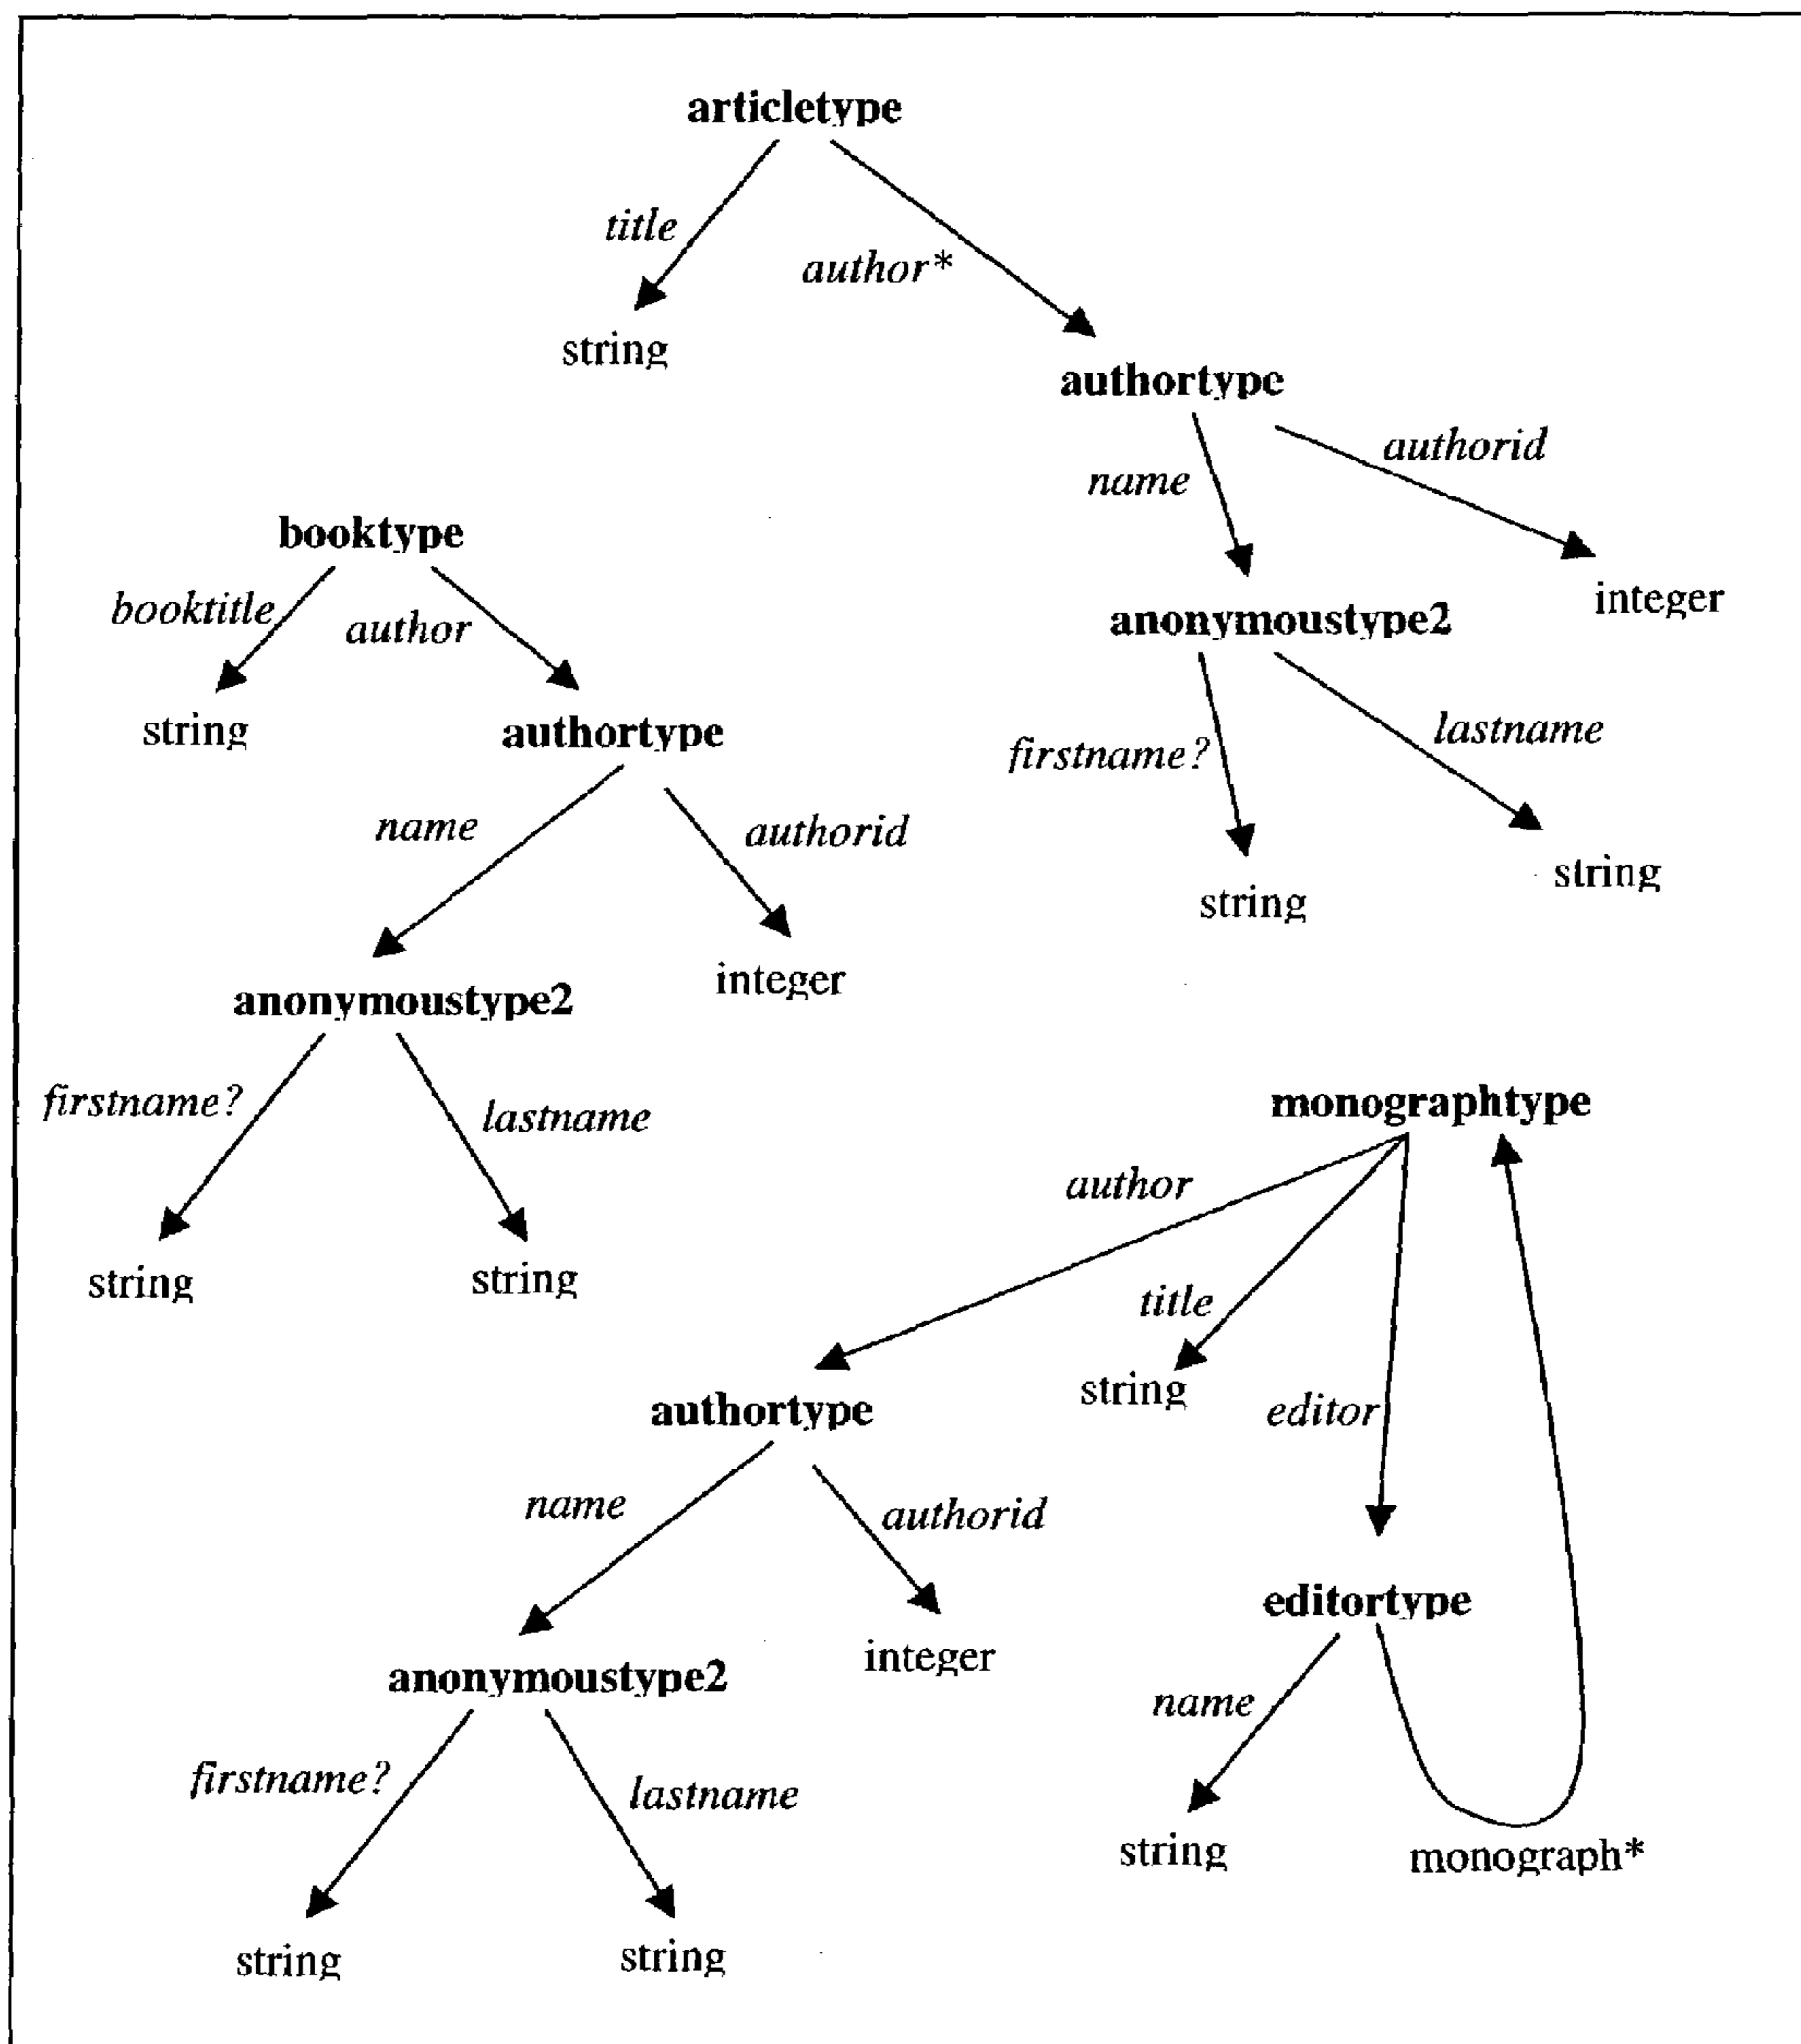 articletype
title
author*
string
authortype
authorid
name
booktype
integer
booktitle
anonymoustype2
author
string
authortype
lastname
firstname?
name
authorid
string
string
integer
anonymoustype2
firstname?
lastname
monographtype
author
string
string
title
string
authortype
editor
name
authorid
editortype
integer
anonymoustype2
name
firstname?
lastname
string
monograph*
string
string